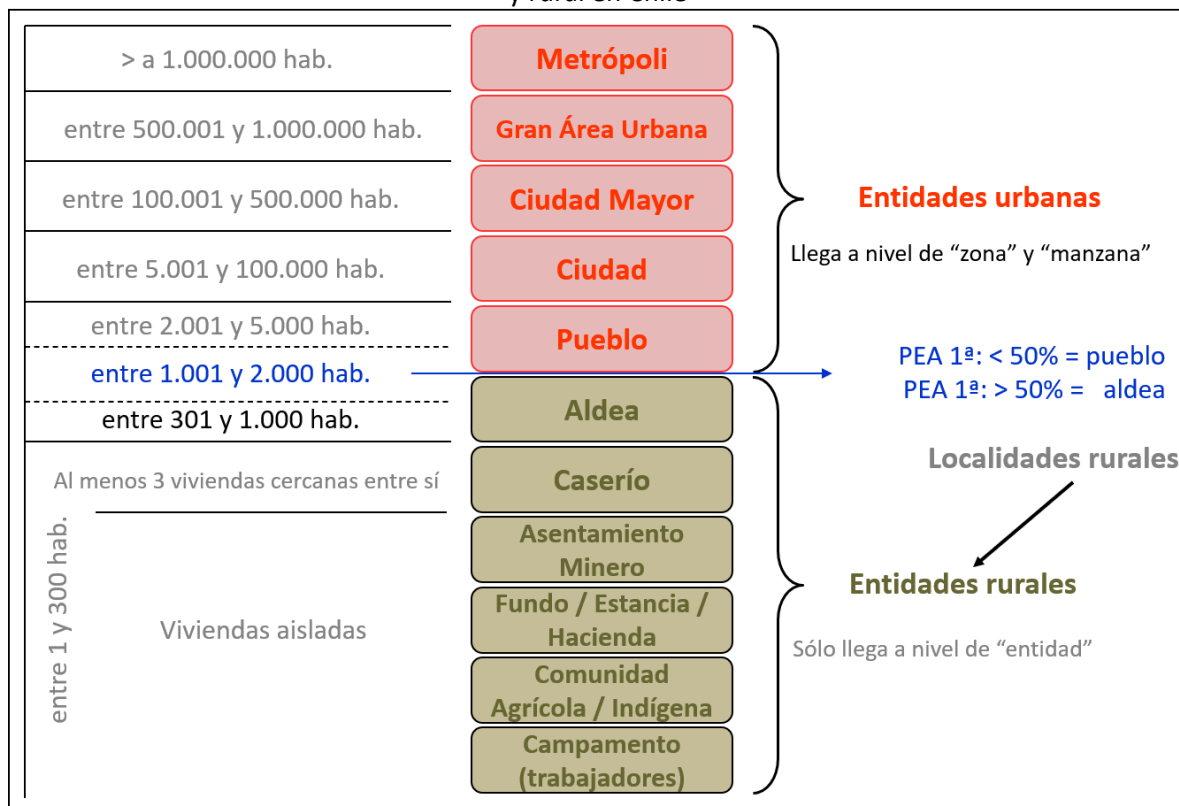 y rural en Chile
> a 1.000.000 hab.
Metrópoli
entre 500.001 y 1.000.000 hab.
Gran Área Urbana
entre 100.001 y 500.000 hab.
Ciudad Mayor
Entidades urbanas
Llega a nivel de “zona” y “manzana”
entre 5.001 y 100.000 hab.
Ciudad
entre 2.001 y 5.000 hab.
Pueblo
entre 1.001 y 2.000 hab.
PEA 1ª: < 50% = pueblo
PEA 1ª: > 50% = aldea
entre 301 y 1.000 hab.
Aldea
Localidades rurales
Al menos 3 viviendas cercanas entre sí
Caserío
entre 1 y 300 hab.
Viviendas aisladas
Asentamiento
Minero
Fundo / Estancia /
Hacienda
Comunidad
Agrícola / Indígena
Campamento
(trabajadores)
Entidades rurales
Sólo llega a nivel de “entidad”